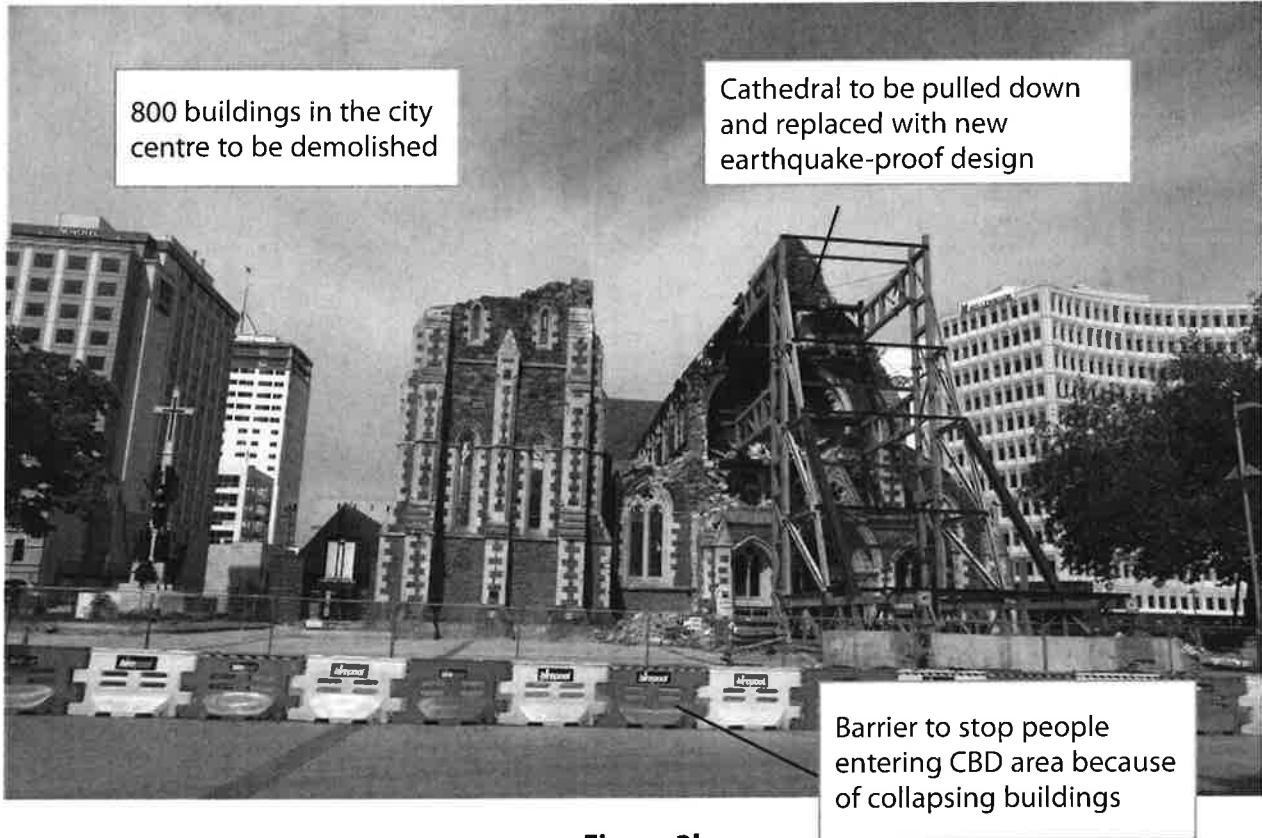 800 buildings in the city
centre to be demolished
Cathedral to be pulled down
and replaced with new
earthquake-proof design
Barrier to stop people
entering CBD area because
of collapsing buildings